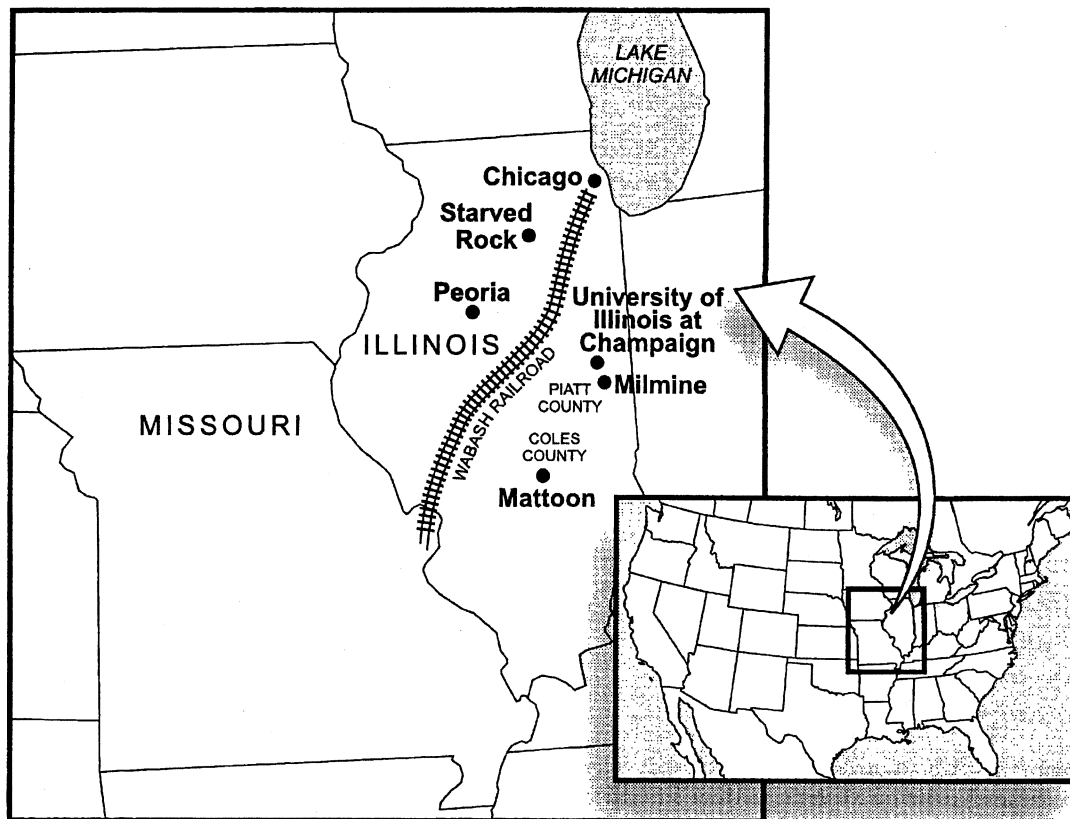 LAKE
MICHIGAN
Chicago
Starved
Rock
Peoria
University of
Illinois at
Champaign
ILLINOIS
Milmine
WABASH RAILROAD
PIATT
COUNTY
MISSOURI
COLES
COUNTY
Mattoon